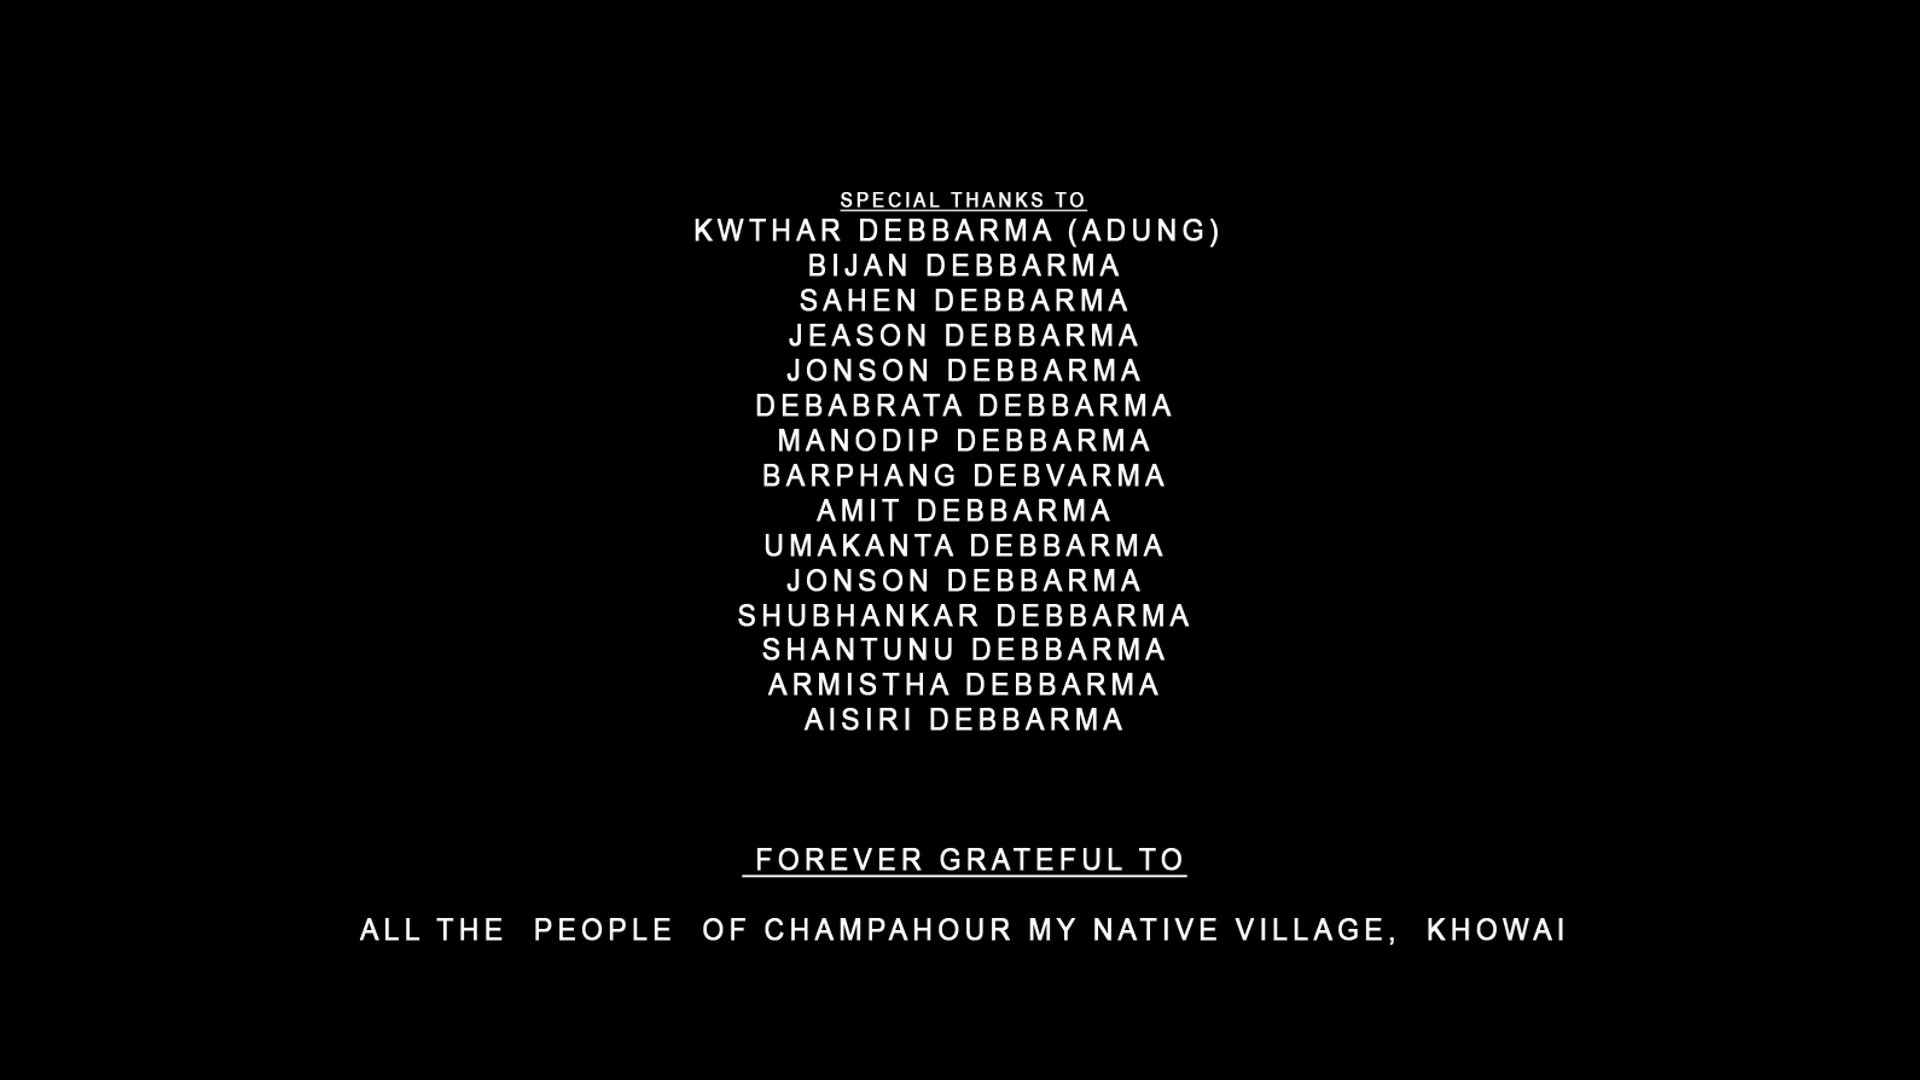 SPECIAL THANKS TO
KWTHAR DEBBARMA (ADUNG)
BIJAN DEBBARMA
SAHEN DEBBARMA
JEASON DEBBARMA
JONSON DEBBARMA
DEBABRATA DEBBARMA
MANODIP DEBBARMA
BARPHANG DEBVARMA
AMIT DEBBARMA
UMAKANTA DEBBARMA
JONSON DEBBARMA
SHUBHANKAR DEBBARMA
SHANTUNU DEBBARMA
ARMISTHA DEBBARMA
AISIRI DEBBARMA
FOREVER GRATEFUL TO
ALL THE PEOPLE OF CHAMPAHOUR MY NATIVE VILLAGE, KHOWAI